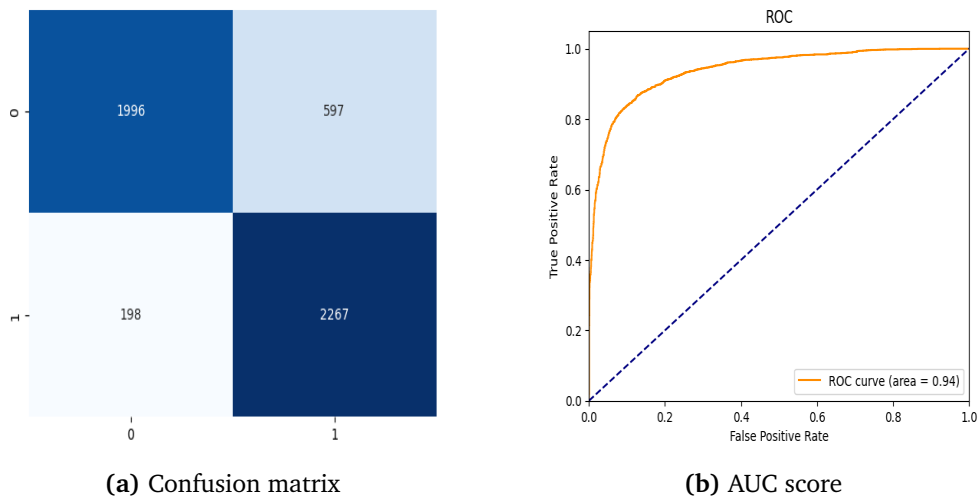 0
1996
597
1
198
2267
0
1
(a) Confusion matrix
ROC
1.0
0.8
0.6
0.4
0.2
0.0
True Positive Rate
ROC curve (area = 0.94)
0.0 0.2 0.4 0.6 0.8 1.0
False Positive Rate
(b) AUC score